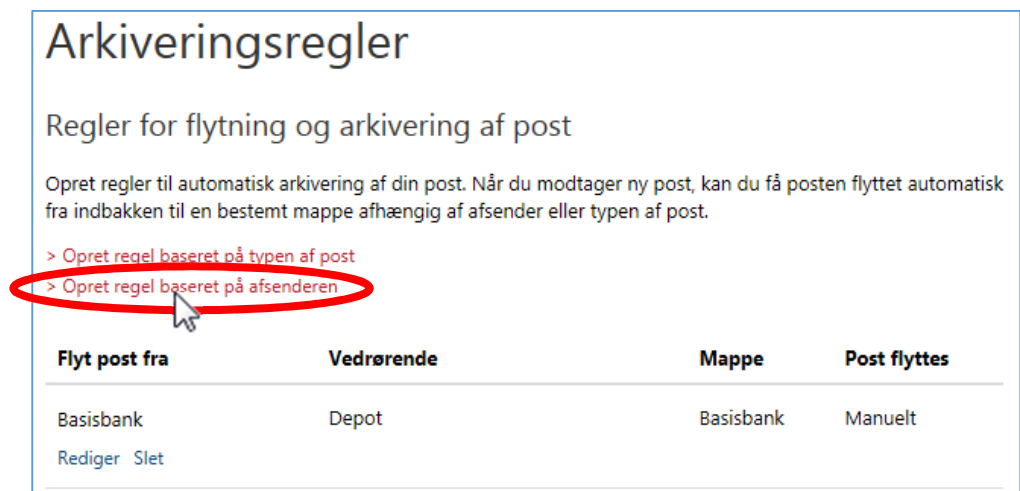 Arkiveringsregler
Regler for flytning og arkivering af post
Opret regler til automatisk arkivering af din post. Når du modtager ny post, kan du få posten flyttet automatisk
fra indbakken til en bestemt mappe afhængig af afsender eller typen af post.
> Opret regel baseret på typen af post
> Opret regel baseret på afsenderen
Flyt post fra Vedrørende Mappe Post flyttes
Basisbank Depot Basisbank Manuelt
Rediger Slet